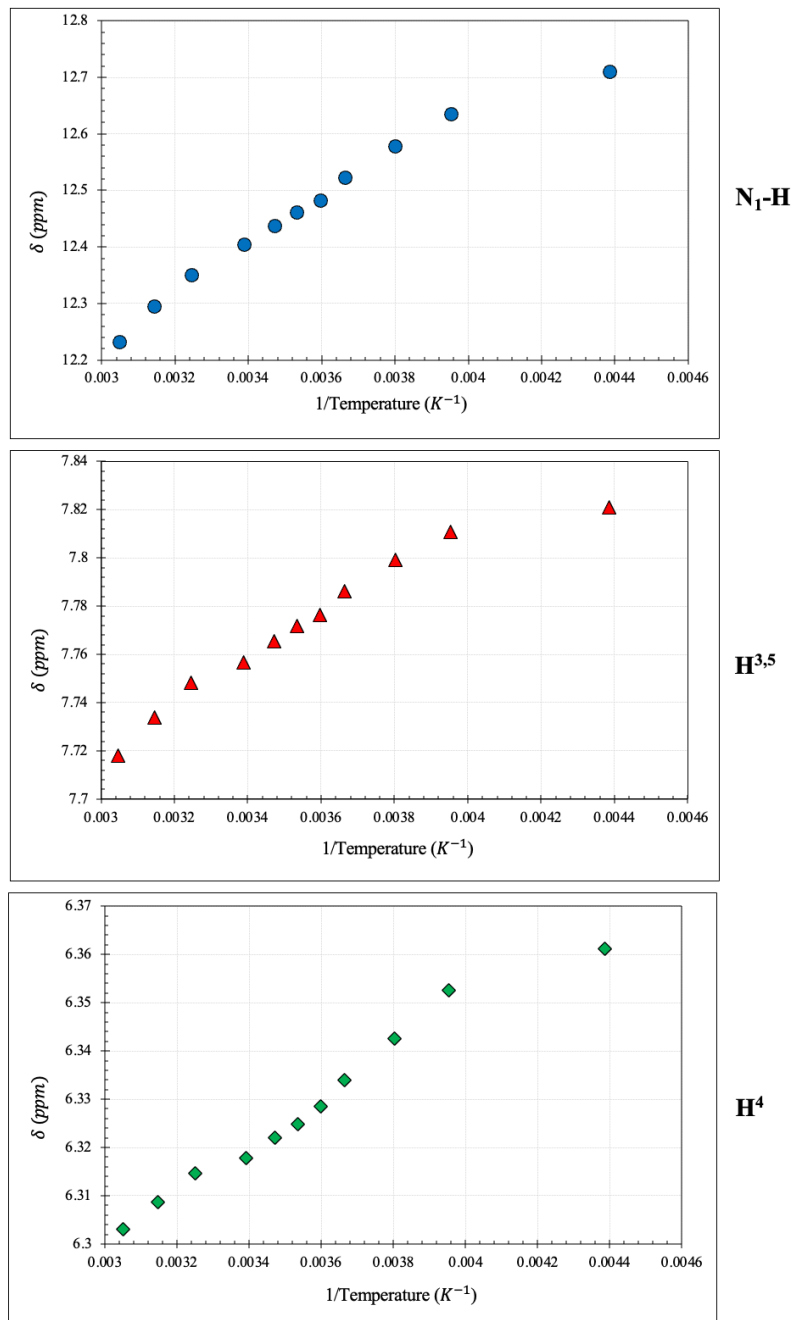 12.8
12.7
12.6
12.5
12.4
12.3
12.2
δ (ppm)
0.003 0.0032 0.0034 0.0036 0.0038 0.004 0.0042 0.0044 0.0046
1/Temperature (K⁻¹)
N₁-H
7.84
7.82
7.8
7.78
7.76
7.74
7.72
7.7
δ (ppm)
0.003 0.0032 0.0034 0.0036 0.0038 0.004 0.0042 0.0044 0.0046
1/Temperature (K⁻¹)
H³,⁵
6.37
6.36
6.35
6.34
6.33
6.32
6.31
6.3
δ (ppm)
0.003 0.0032 0.0034 0.0036 0.0038 0.004 0.0042 0.0044 0.0046
1/Temperature (K⁻¹)
H⁴